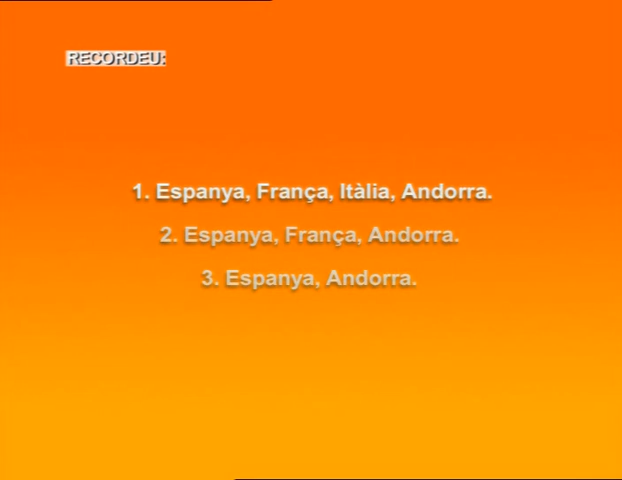 RECORDEU:
1. Espanya, França, Itàlia, Andorra.
2. Espanya, França, Andorra.
3. Espanya, Andorra.